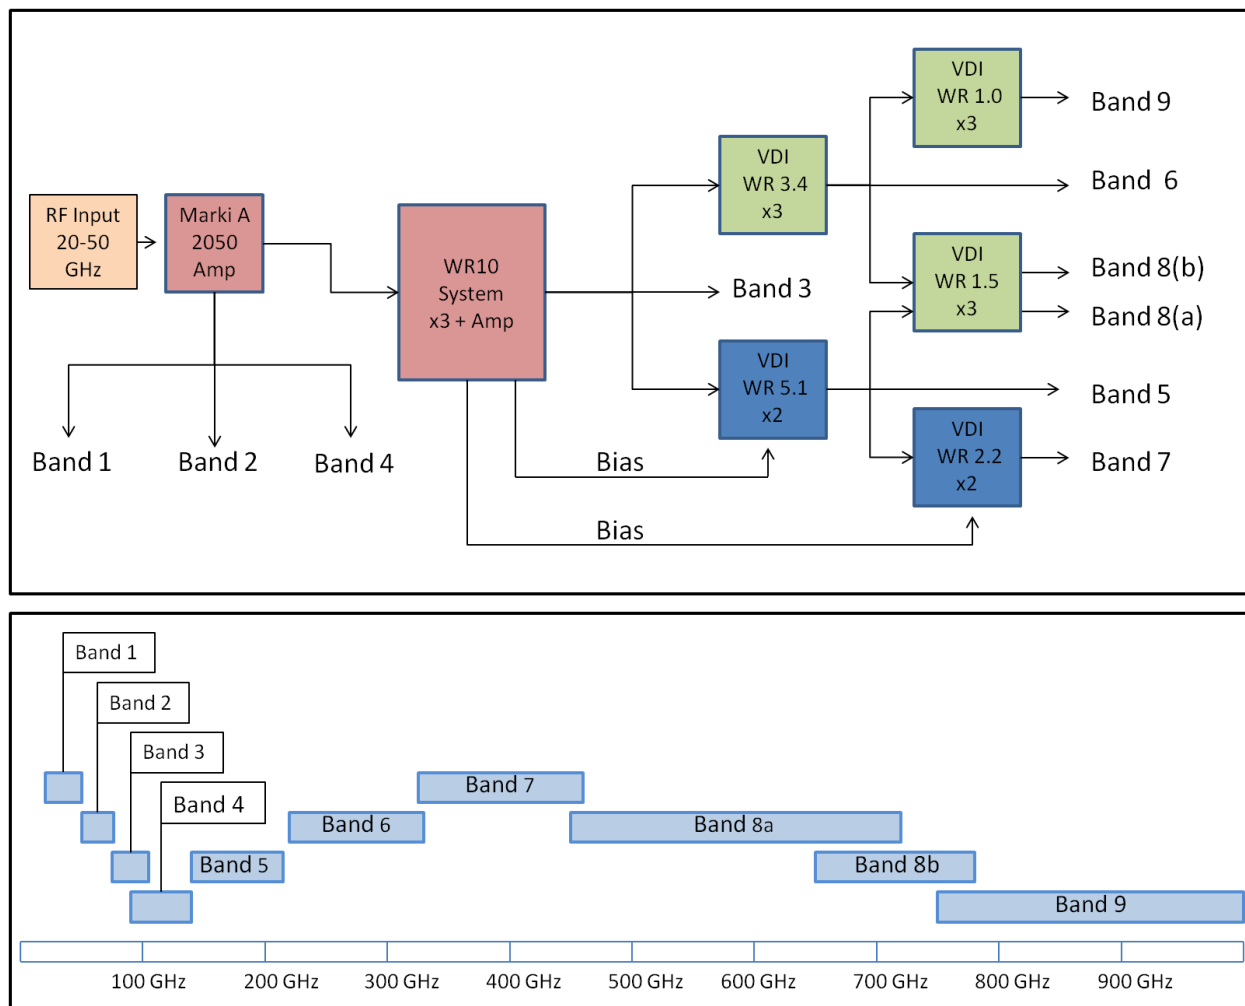 RF Input
20-50
GHz
Marki A
2050
Amp
WR10
System
x3 + Amp
VDI
WR 3.4
x3
VDI
WR 5.1
x2
VDI
WR 1.0
x3
VDI
WR 1.5
x3
VDI
WR 2.2
x2
Band 9
Band 6
Band 8(b)
Band 8(a)
Band 3
Band 5
Band 7
Band 1
Band 2
Band 4
Bias
Bias
Band 1
Band 2
Band 3
Band 4
Band 7
Band 6
Band 8a
Band 5
Band 8b
Band 9
100 GHz
200 GHz
300 GHz
400 GHz
500 GHz
600 GHz
700 GHz
800 GHz
900 GHz